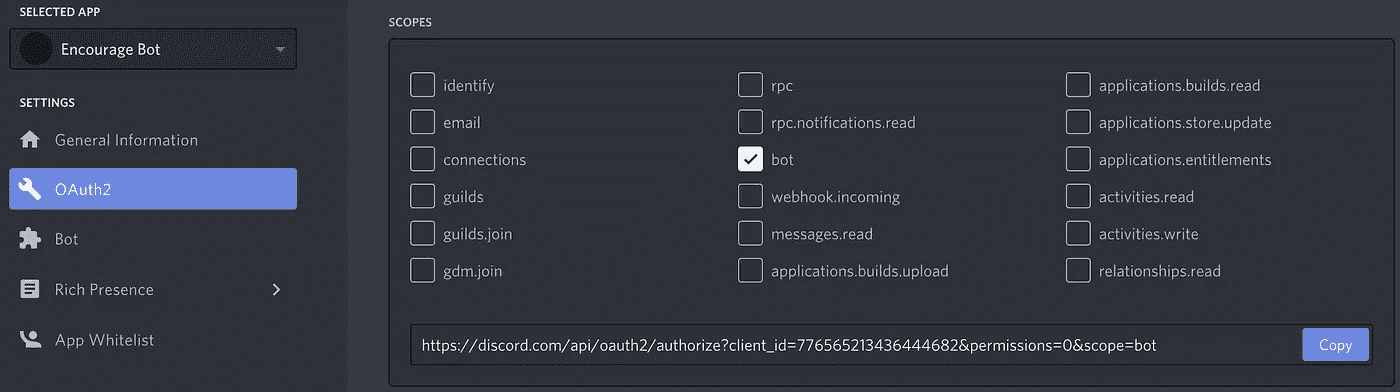 SELECTED APP
Encourage Bot
SETTINGS
General Information
OAuth2
Bot
Rich Presence
App Whitelist
SCOPES
identify
rpc
applications.builds.read
email
rpc.notifications.read
applications.store.update
connections
bot
applications.entitlements
guilds
webhook.incoming
activities.read
guilds.join
messages.read
activities.write
gdm.join
applications.builds.upload
relationships.read
https://discord.com/api/oauth2/authorize?client_id=776565213436444682&permissions=0&scope=bot
Copy